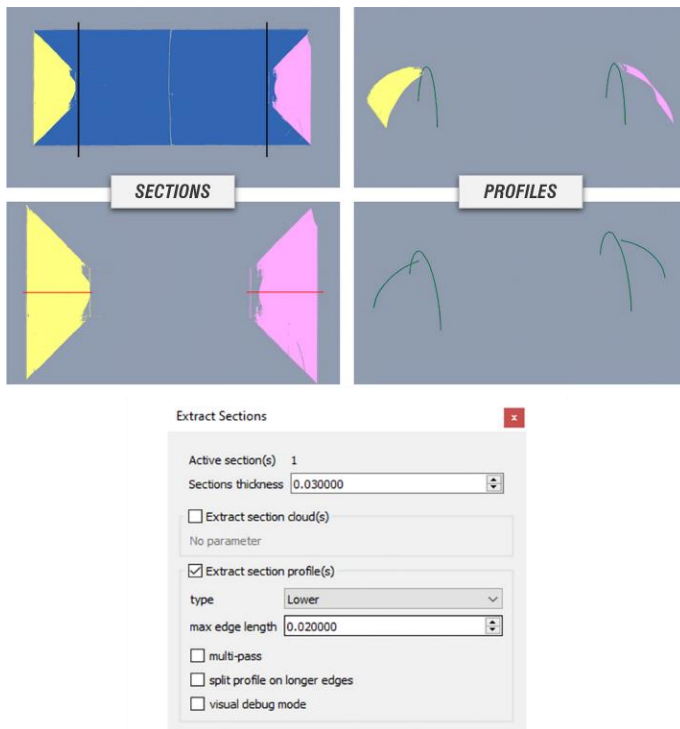 SECTIONS
PROFILES
Extract Sections
x
Active section(s) 1
Sections thickness 0.030000
Extract section cloud(s)
No parameter
Extract section profile(s)
type Lower
max edge length 0.020000
multi-pass
split profile on longer edges
visual debug mode